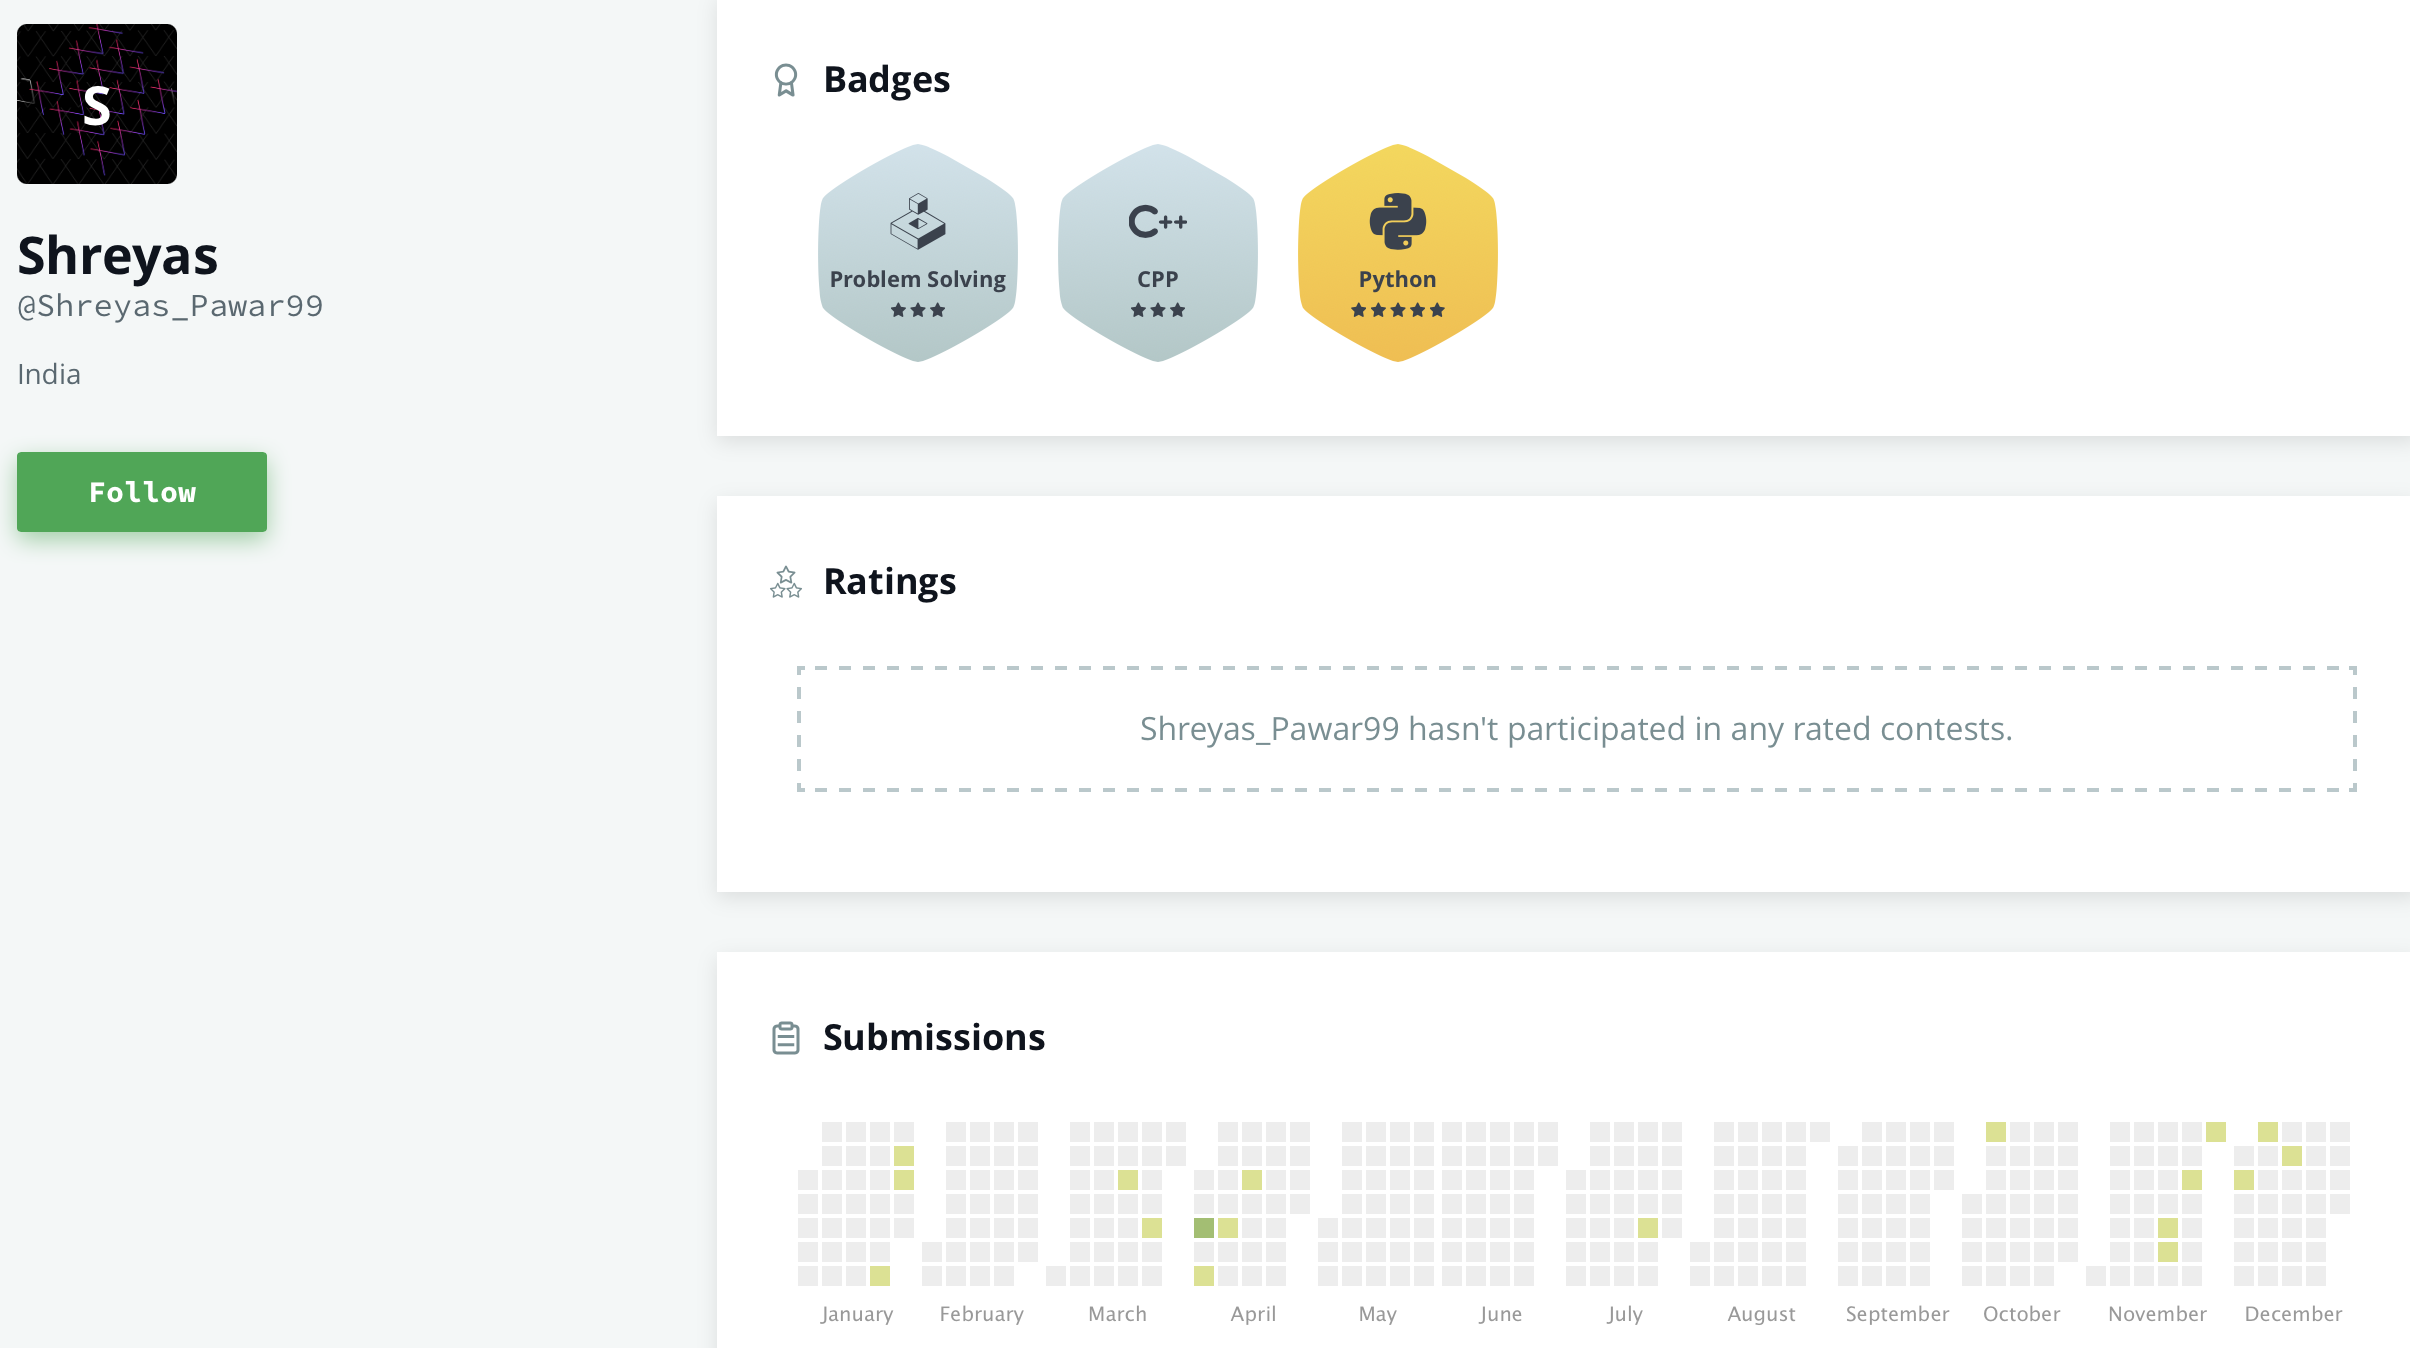 S
Shreyas
@Shreyas_Pawar99
India
Follow
Badges
C++
Problem Solving
CPP
Python
Ratings
Shreyas_Pawar99 hasn't participated in any rated contests.
Submissions
January February March April May June July August September October November December